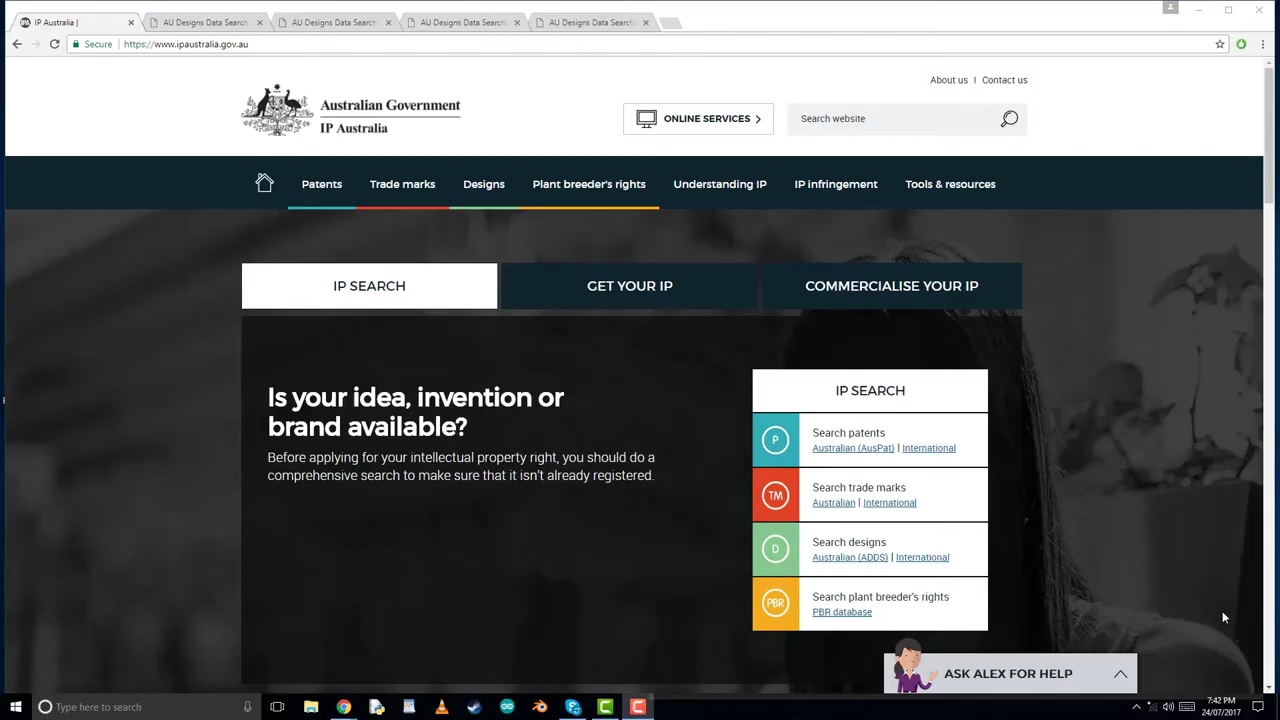 IP Australia |
AU Designs Data Search
AU Designs Data Search
AU Designs Data Search
AU Designs Data Search
Secure
https://www.ipaustralia.gov.au
About us | Contact us
Australian Government
IP Australia
ONLINE SERVICES
Search website
Patents
Trade marks
Designs
Plant breeder's rights
Understanding IP
IP infringement
Tools & resources
IP SEARCH
GET YOUR IP
COMMERCIALISE YOUR IP
Is your idea, invention or
brand available?
Before applying for your intellectual property right, you should do a
comprehensive search to make sure that it isn't already registered.
IP SEARCH
P
Search patents
Australian (AusPat) | International
TM
Search trade marks
Australian | International
D
Search designs
Australian (ADDS) | International
PBR
Search plant breeder's rights
PBR database
ASK ALEX FOR HELP
Type here to search
7:42 PM
24/07/2017